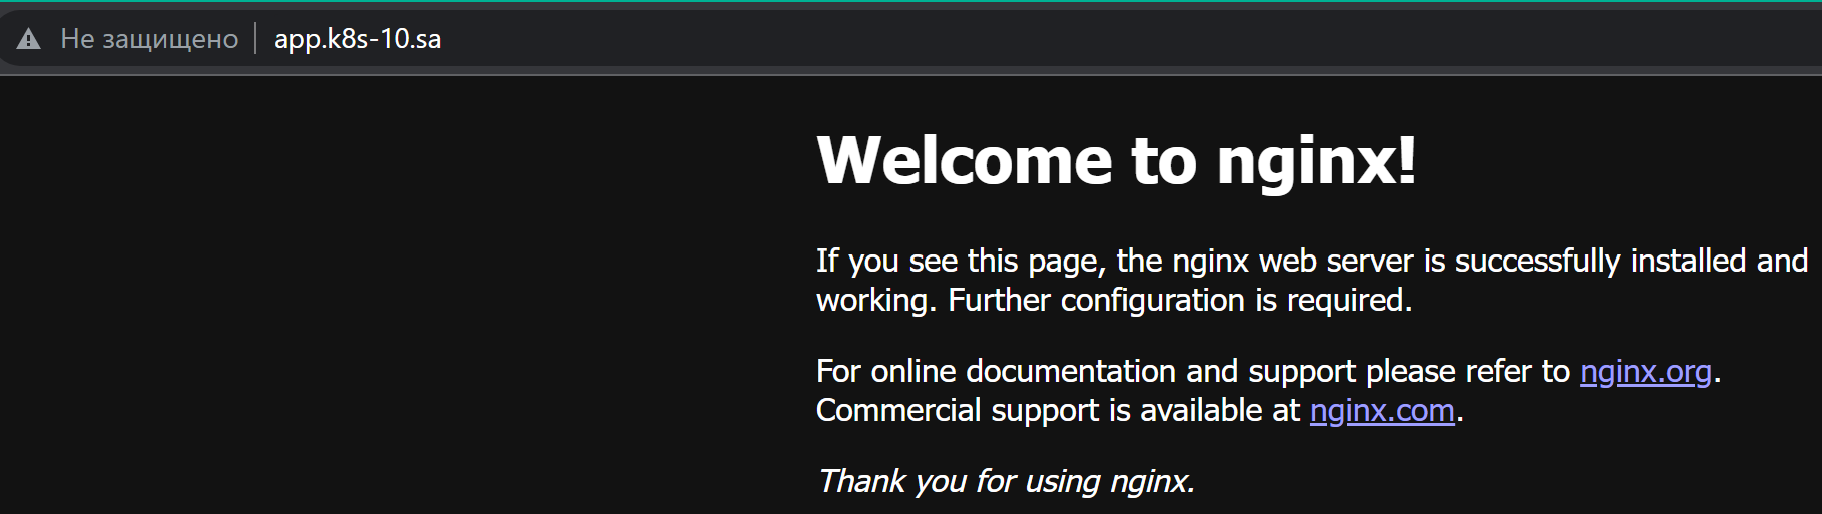 Не защищено app.k8s-10.sa
Welcome to nginx!
If you see this page, the nginx web server is successfully installed and
working. Further configuration is required.
For online documentation and support please refer to nginx.org.
Commercial support is available at nginx.com.
Thank you for using nginx.